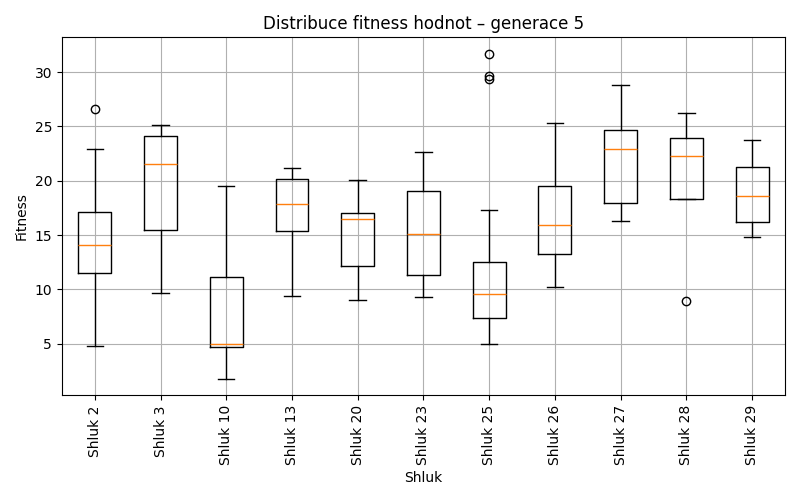 Distribuce fitness hodnot – generace 5
Fitness
30
25
20
15
10
5
Shluk 2
Shluk 3
Shluk 10
Shluk 13
Shluk 20
Shluk 23
Shluk 25
Shluk 26
Shluk 27
Shluk 28
Shluk 29
Shluk